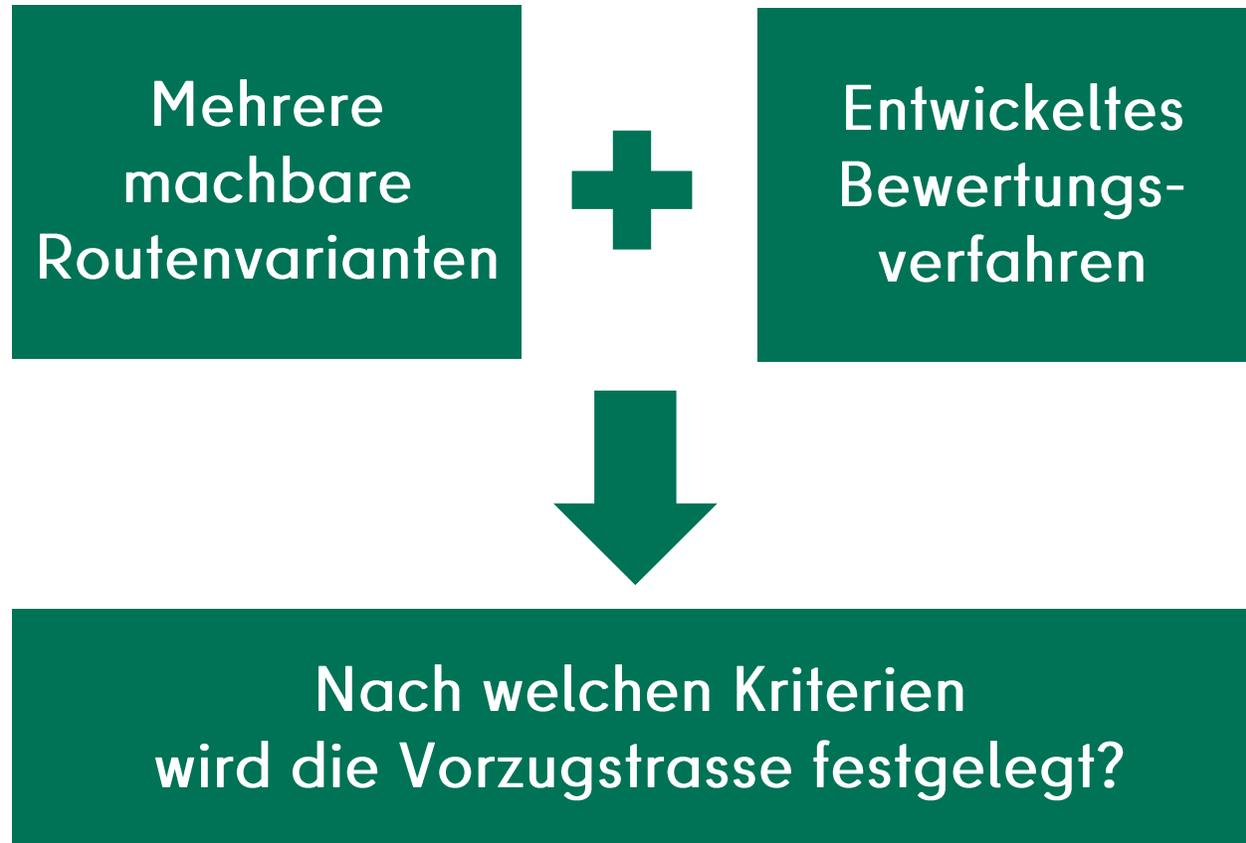 Mehrere
machbare
Routenvarianten
Entwickeltes
Bewertungs-
verfahren
Nach welchen Kriterien
wird die Vorzugstrasse festgelegt?